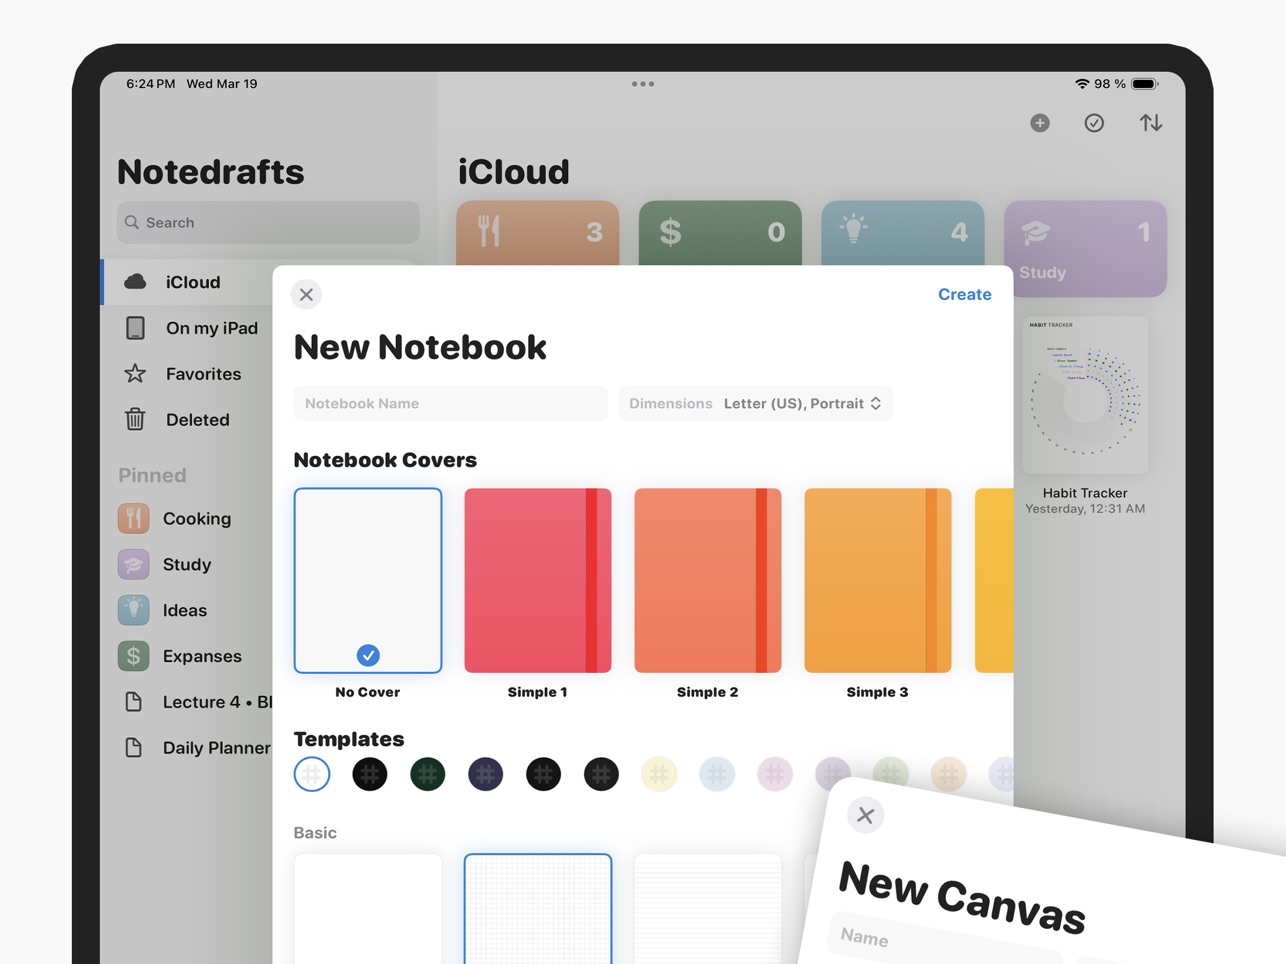 6:24 PM Wed Mar 19
98 %
Notedrafts
Search
iCloud
On my iPad
Favorites
Deleted
Pinned
Cooking
Study
Ideas
Expanses
Lecture 4 •
Daily Planner
iCloud
3
$ 0
4
1
Study
HABIT TRACKER
Habit Tracker
Yesterday, 12:31 AM
Create
New Notebook
Notebook Name
Dimensions Letter (US), Portrait
Notebook Covers
No Cover
Simple 1
Simple 2
Simple 3
Templates
Basic
New Canvas
Name